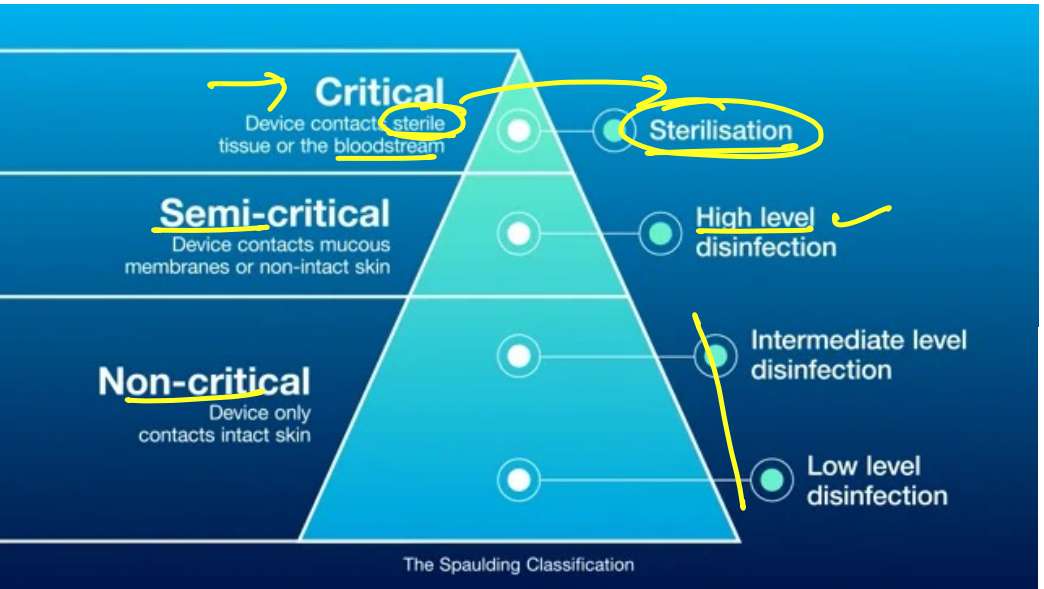 Critical
Device contacts sterile
tissue or the bloodstream
Sterilisation
Semi-critical
Device contacts mucous
membranes or non-intact skin
High level
disinfection
Non-critical
Device only
contacts intact skin
Intermediate level
disinfection
Low level
disinfection
The Spaulding Classification